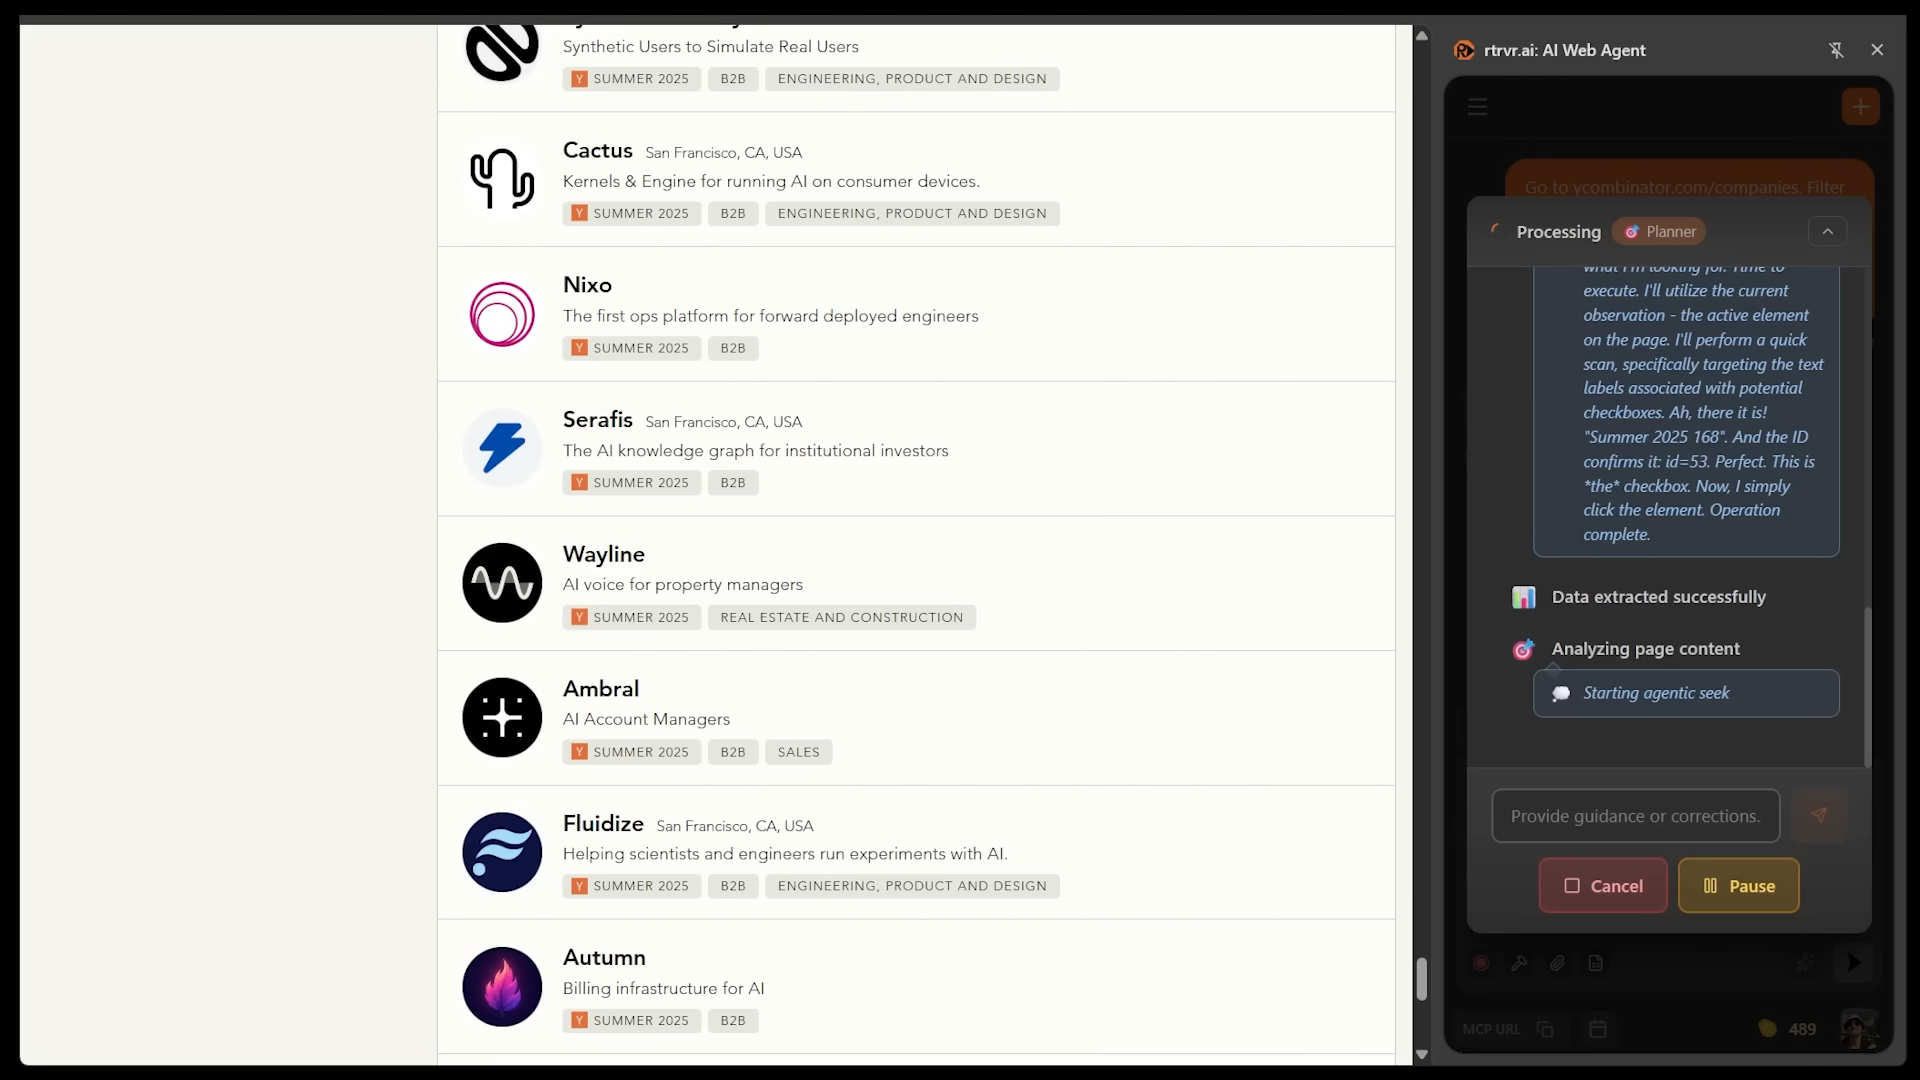 Synthetic Users to Simulate Real Users
Y SUMMER 2025 B2B ENGINEERING, PRODUCT AND DESIGN
Cactus San Francisco, CA, USA
Kernels & Engine for running AI on consumer devices.
Y SUMMER 2025 B2B ENGINEERING, PRODUCT AND DESIGN
Nixo
The first ops platform for forward deployed engineers
Y SUMMER 2025 B2B
Serafis San Francisco, CA, USA
The AI knowledge graph for institutional investors
Y SUMMER 2025 B2B
Wayline
AI voice for property managers
Y SUMMER 2025 REAL ESTATE AND CONSTRUCTION
Ambral
AI Account Managers
Y SUMMER 2025 B2B SALES
Fluidize San Francisco, CA, USA
Helping scientists and engineers run experiments with AI.
Y SUMMER 2025 B2B ENGINEERING, PRODUCT AND DESIGN
Autumn
Billing infrastructure for AI
Y SUMMER 2025 B2B
rtrvr.ai: AI Web Agent
Go to ycombinator.com/companies. Filter
Processing Planner
what I'm looking for. Time to
execute. I'll utilize the current
observation - the active element
on the page. I'll perform a quick
scan, specifically targeting the text
labels associated with potential
checkboxes. Ah, there it is!
"Summer 2025 168". And the ID
confirms it: id=53. Perfect. This is
*the* checkbox. Now, I simply
click the element. Operation
complete.
Data extracted successfully
Analyzing page content
Starting agentic seek
Provide guidance or corrections.
Cancel Pause
MCP URL 489